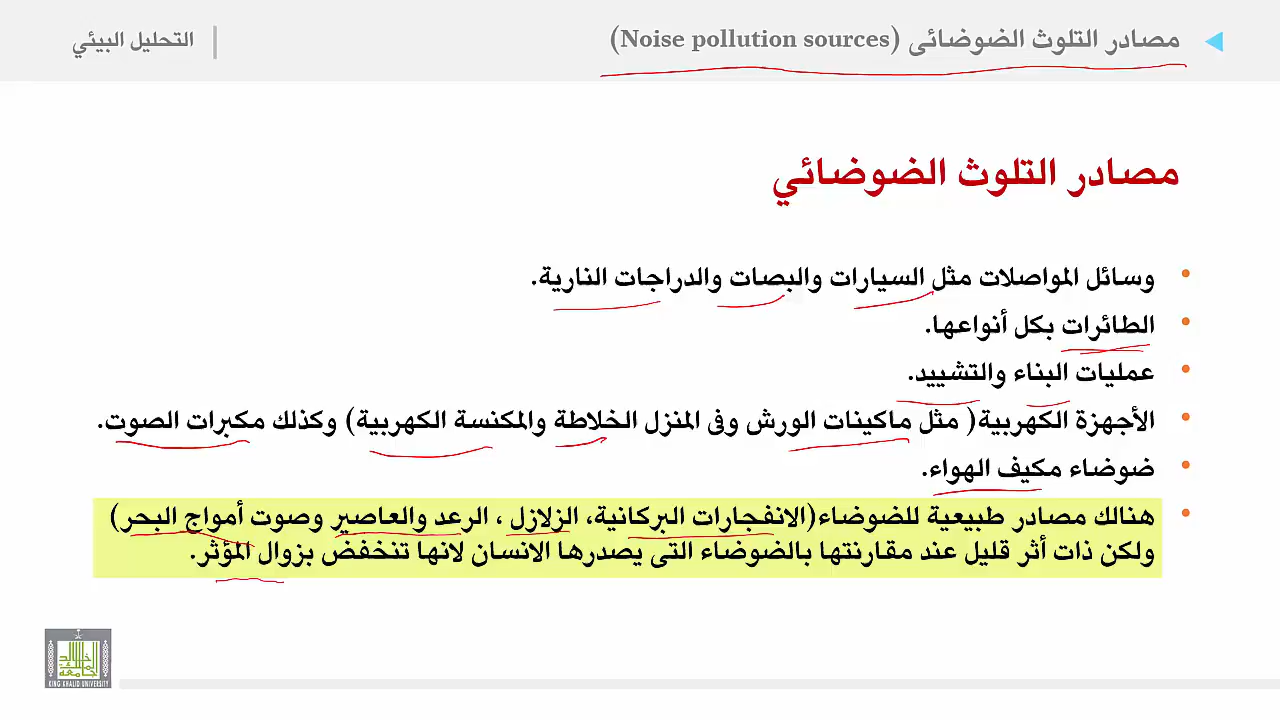 مصادر التلوث الضوضائى (Noise pollution sources)
التحليل البيئي
مصادر التلوث الضوضائي
وسائل المواصلات مثل السيارات والبصات والدراجات النارية.
الطائرات بكل أنواعها.
عمليات البناء والتشييد.
الأجهزة الكهربية( مثل ماكينات الورش وفى المنزل الخلاطة والمكنسة الكهربية) وكذلك مكبرات الصوت.
ضوضاء مكيف الهواء.
هنالك مصادر طبيعية للضوضاء(الانفجارات البركانية، الزلازل ، الرعد والعاصير وصوت أمواج البحر)
ولكن ذات أثر قليل عند مقارنتها بالضوضاء التى يصدرها الانسان لانها تنخفض بزوال المؤثر.
KING KHALID UNIVERSITY